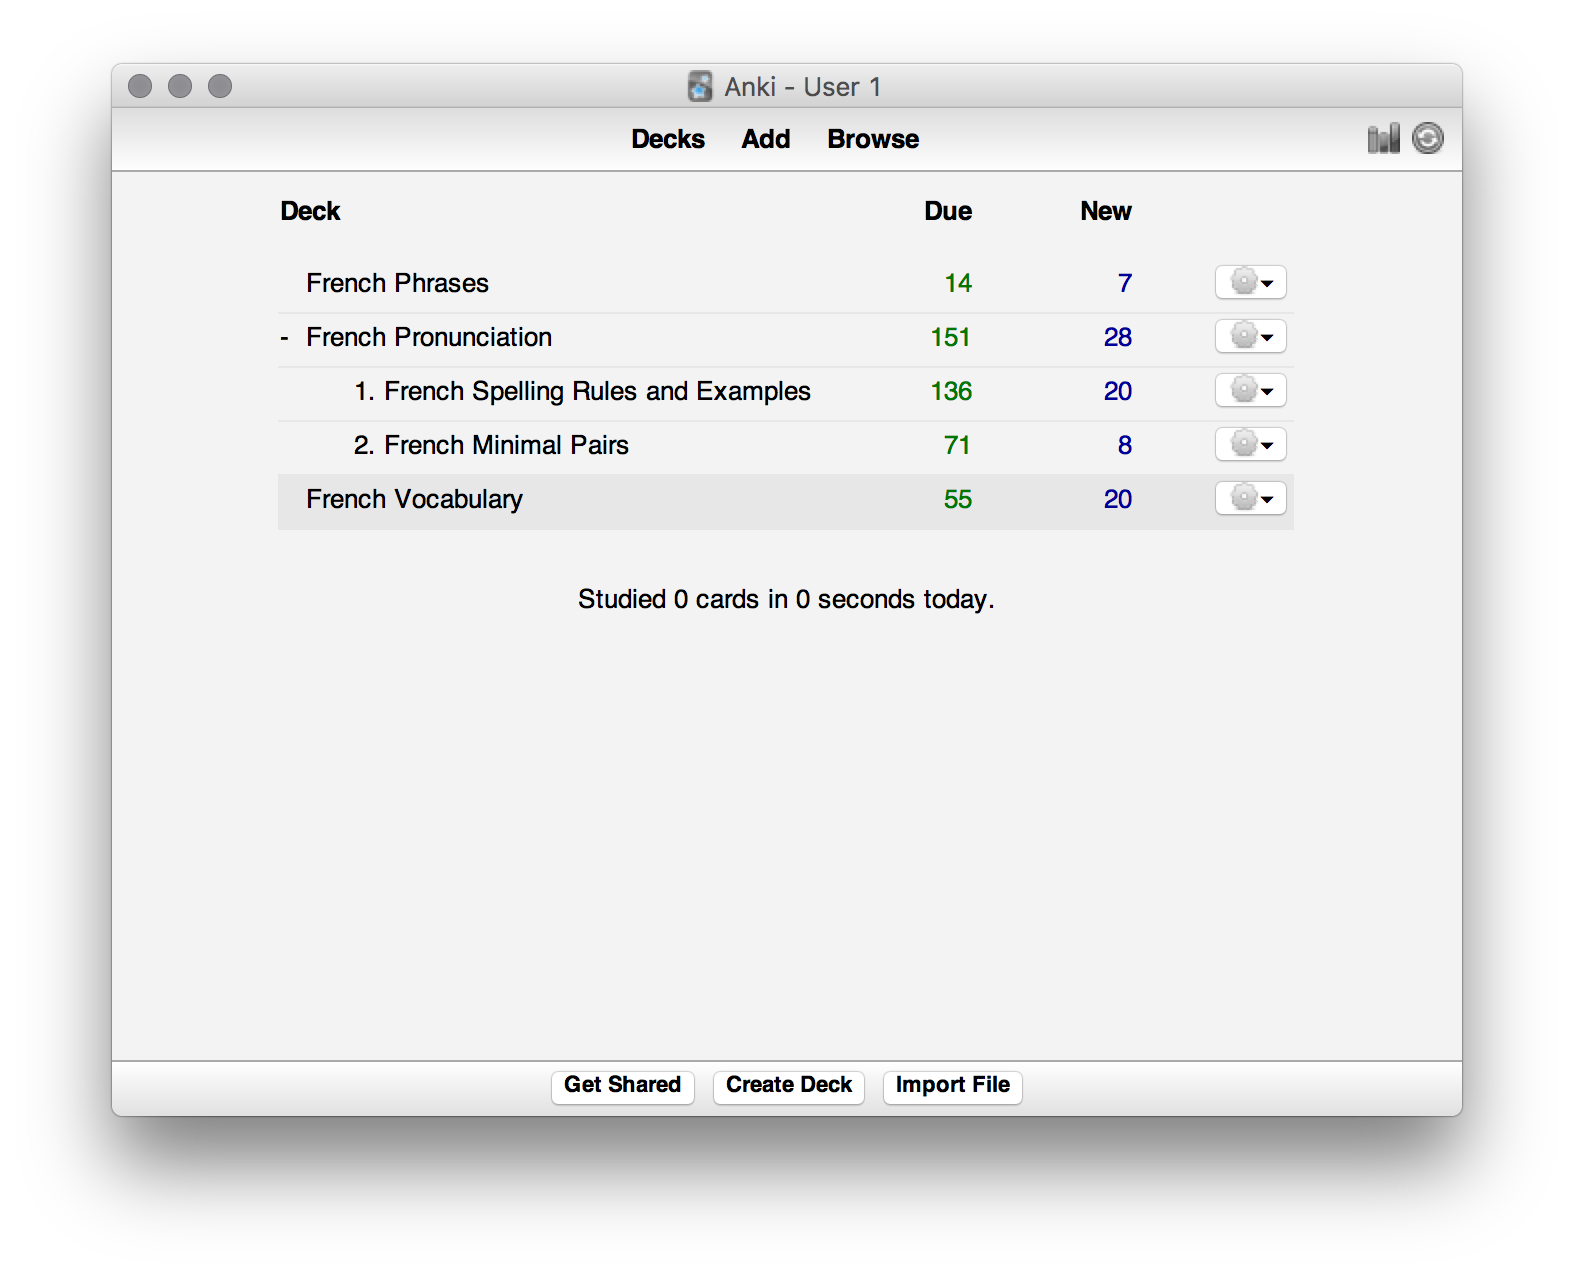 Anki - User 1
Decks Add Browse
Deck Due New
French Phrases 14 7
- French Pronunciation 151 28
1. French Spelling Rules and Examples 136 20
2. French Minimal Pairs 71 8
French Vocabulary 55 20
Studied 0 cards in 0 seconds today.
Get Shared Create Deck Import File